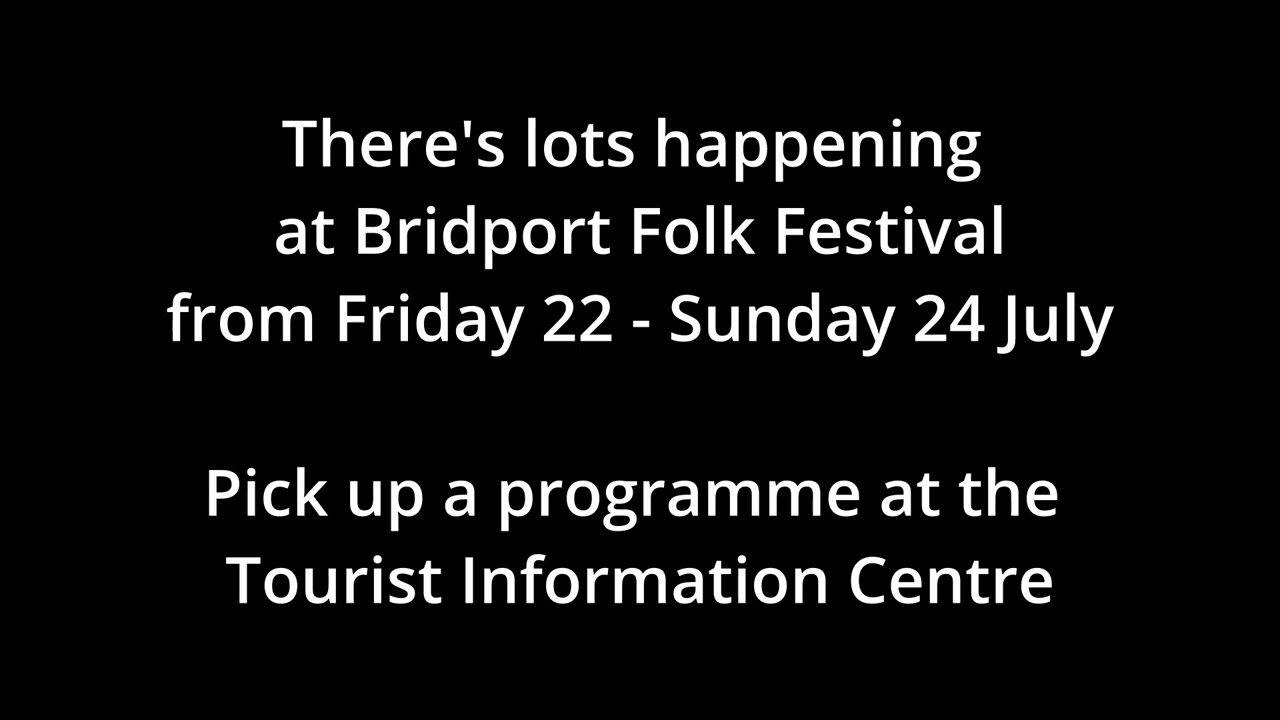 There's lots happening
at Bridport Folk Festival
from Friday 22 - Sunday 24 July
Pick up a programme at the
Tourist Information Centre